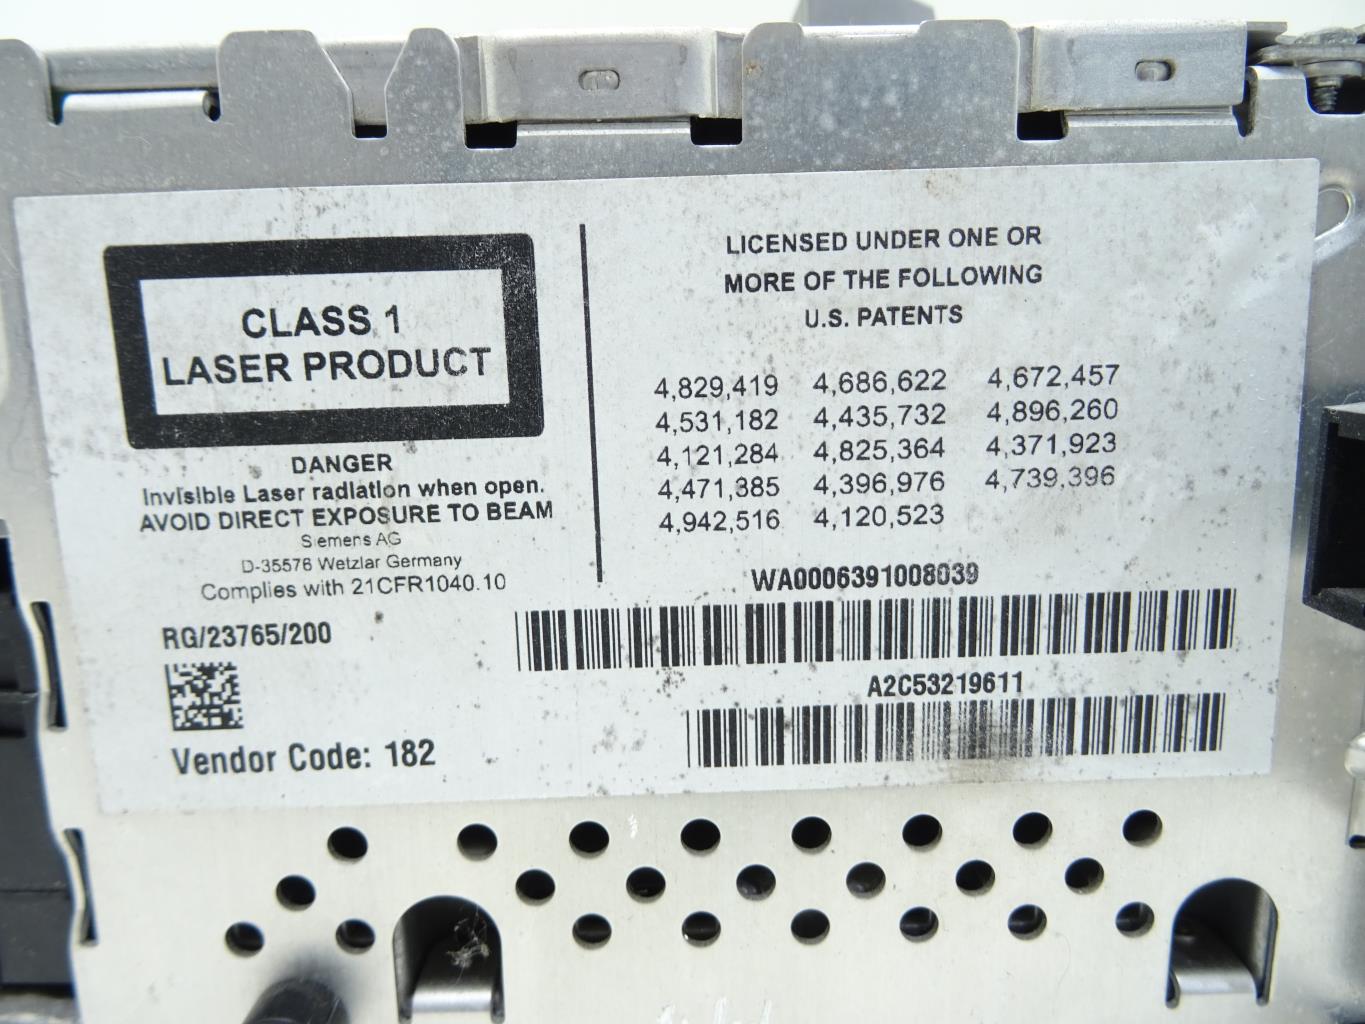 CLASS 1
LASER PRODUCT
DANGER
Invisible Laser radiation when open.
AVOID DIRECT EXPOSURE TO BEAM
Siemens AG
D-35576 Wetzlar Germany
Complies with 21CFR1040.10
RG/23765/200
Vendor Code: 182
LICENSED UNDER ONE OR
MORE OF THE FOLLOWING
U.S. PATENTS
4,829,419 4,686,622 4,672,457
4,531,182 4,435,732 4,896,260
4,121,284 4,825,364 4,371,923
4,471,385 4,396,976 4,739,396
4,942,516 4,120,523
WA0006391008039
A2C53219611